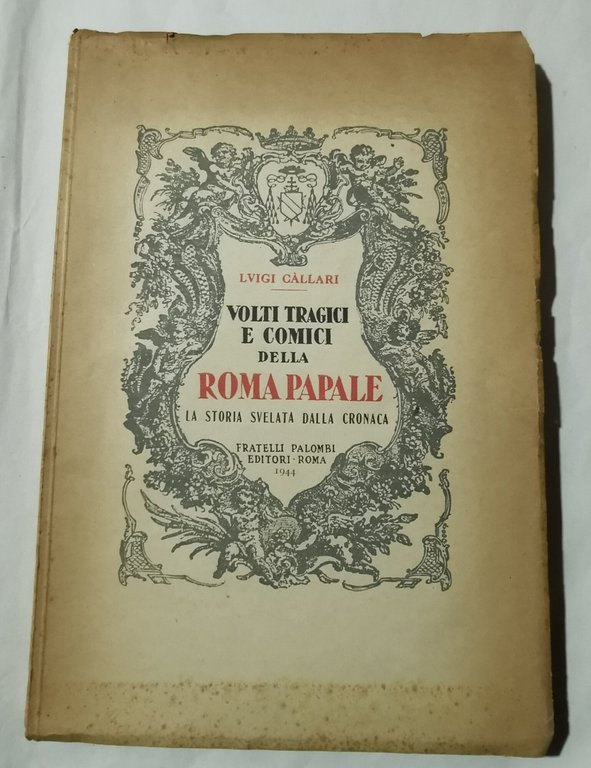 LVIGI CÀLLARI
VOLTI TRAGICI
E COMICI
DELLA
ROMA PAPALE
LA STORIA SVELATA DALLA CRONACA
FRATELLI PALOMBI
EDITORI · ROMA
1944